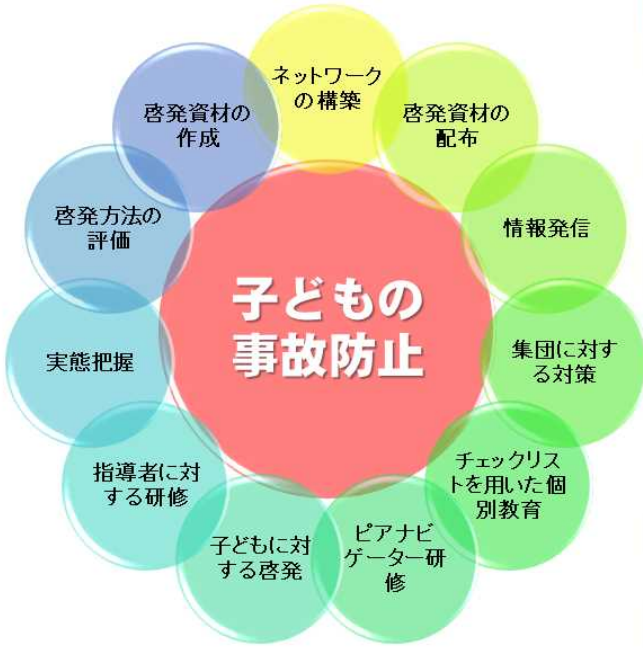 ネットワーク
の構築
啓発資材の
配布
情報発信
集団に対す
る対策
チェックリス
トを用いた個
別教育
ピアナビ
ゲーター研
修
子どもに対
する啓発
指導者に対
する研修
実態把握
啓発方法の
評価
啓発資材の
作成
子どもの
事故防止